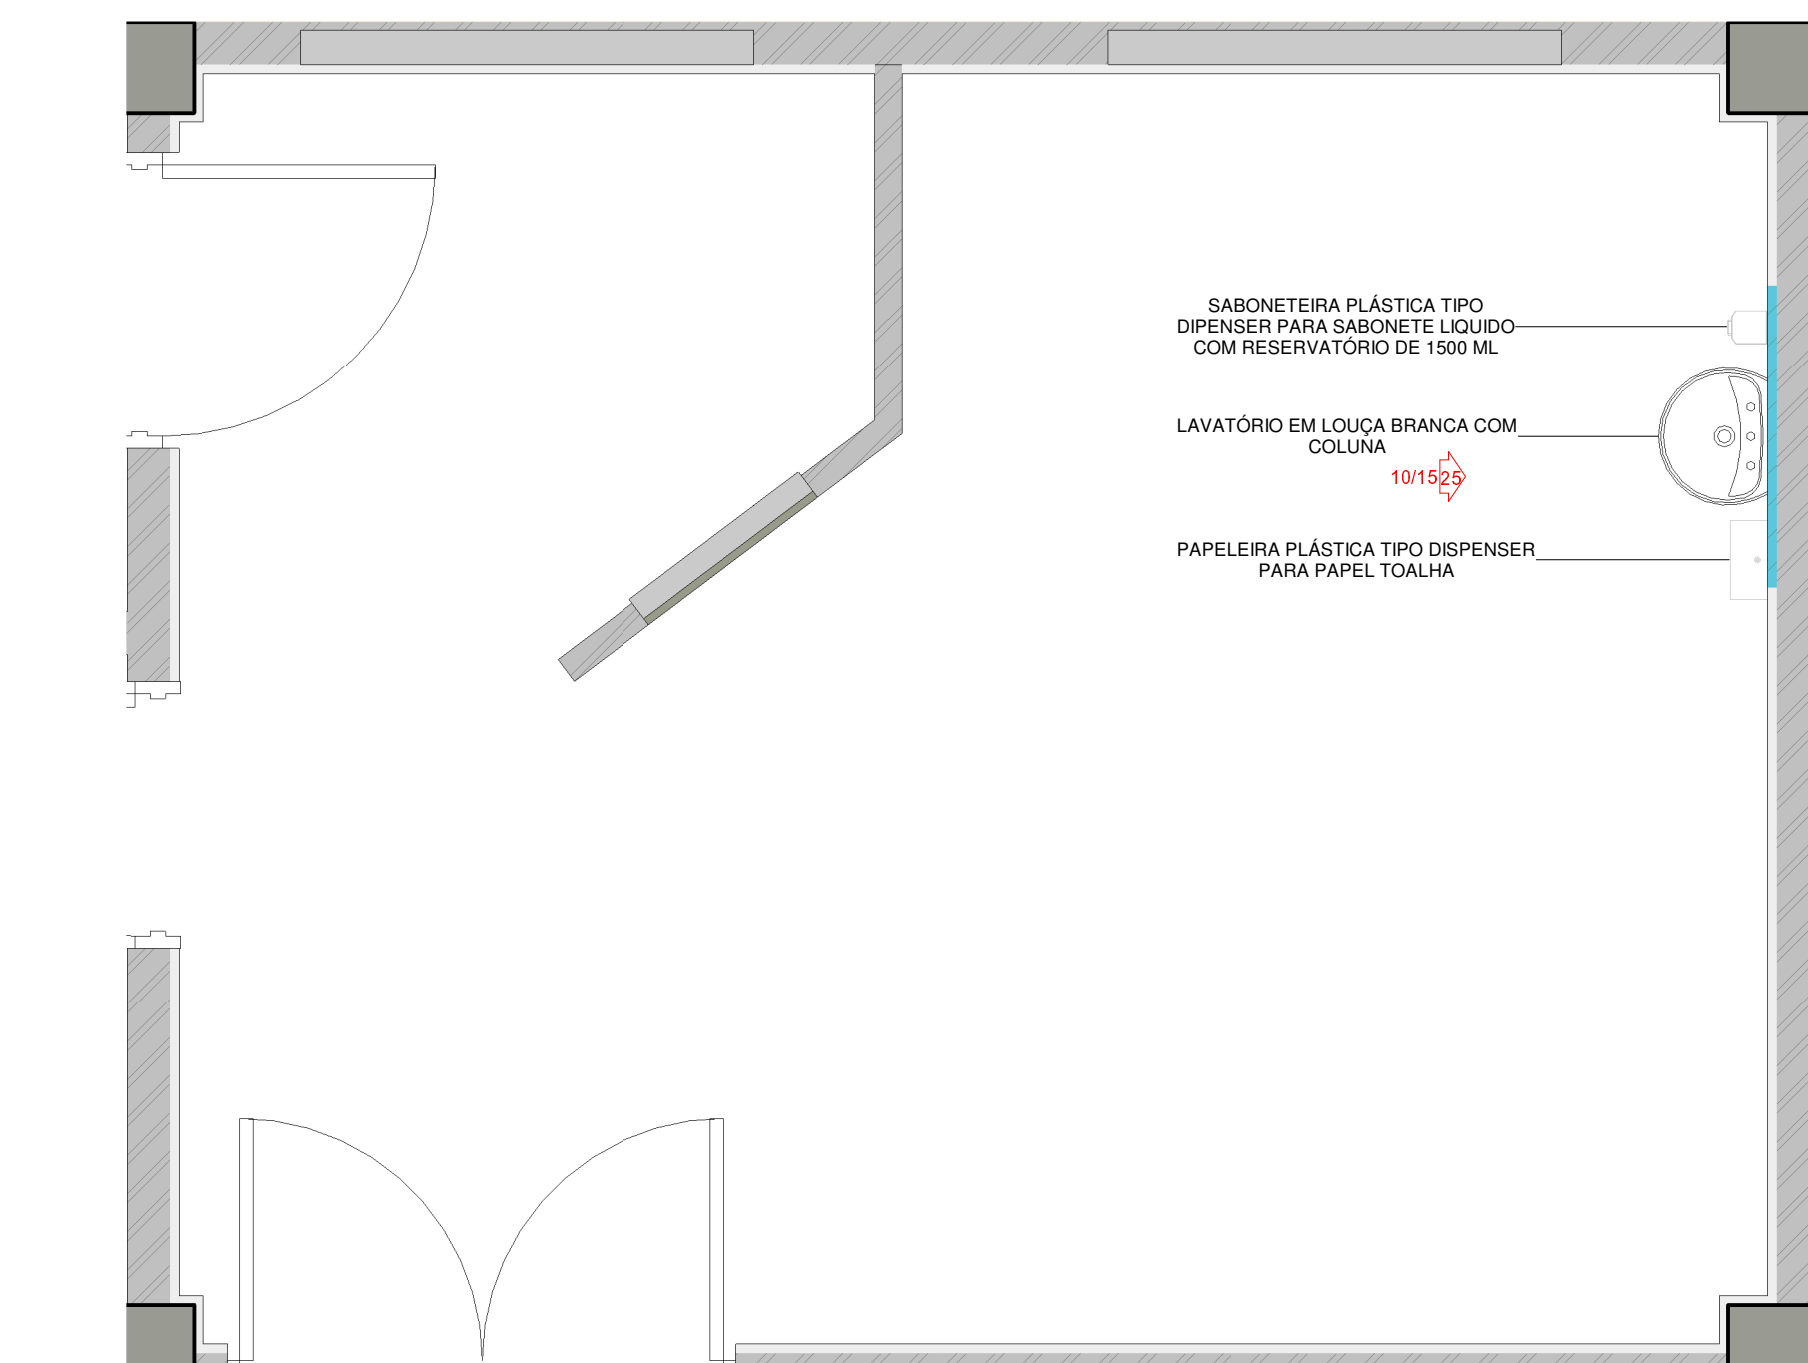 SABONETEIRA PLÁSTICA TIPO
DIPENSER PARA SABONETE LIQUIDO
COM RESERVATÓRIO DE 1500 ML
LAVATÓRIO EM LOUÇA BRANCA COM
COLUNA
10/15 25
PAPELEIRA PLÁSTICA TIPO DISPENSER
PARA PAPEL TOALHA